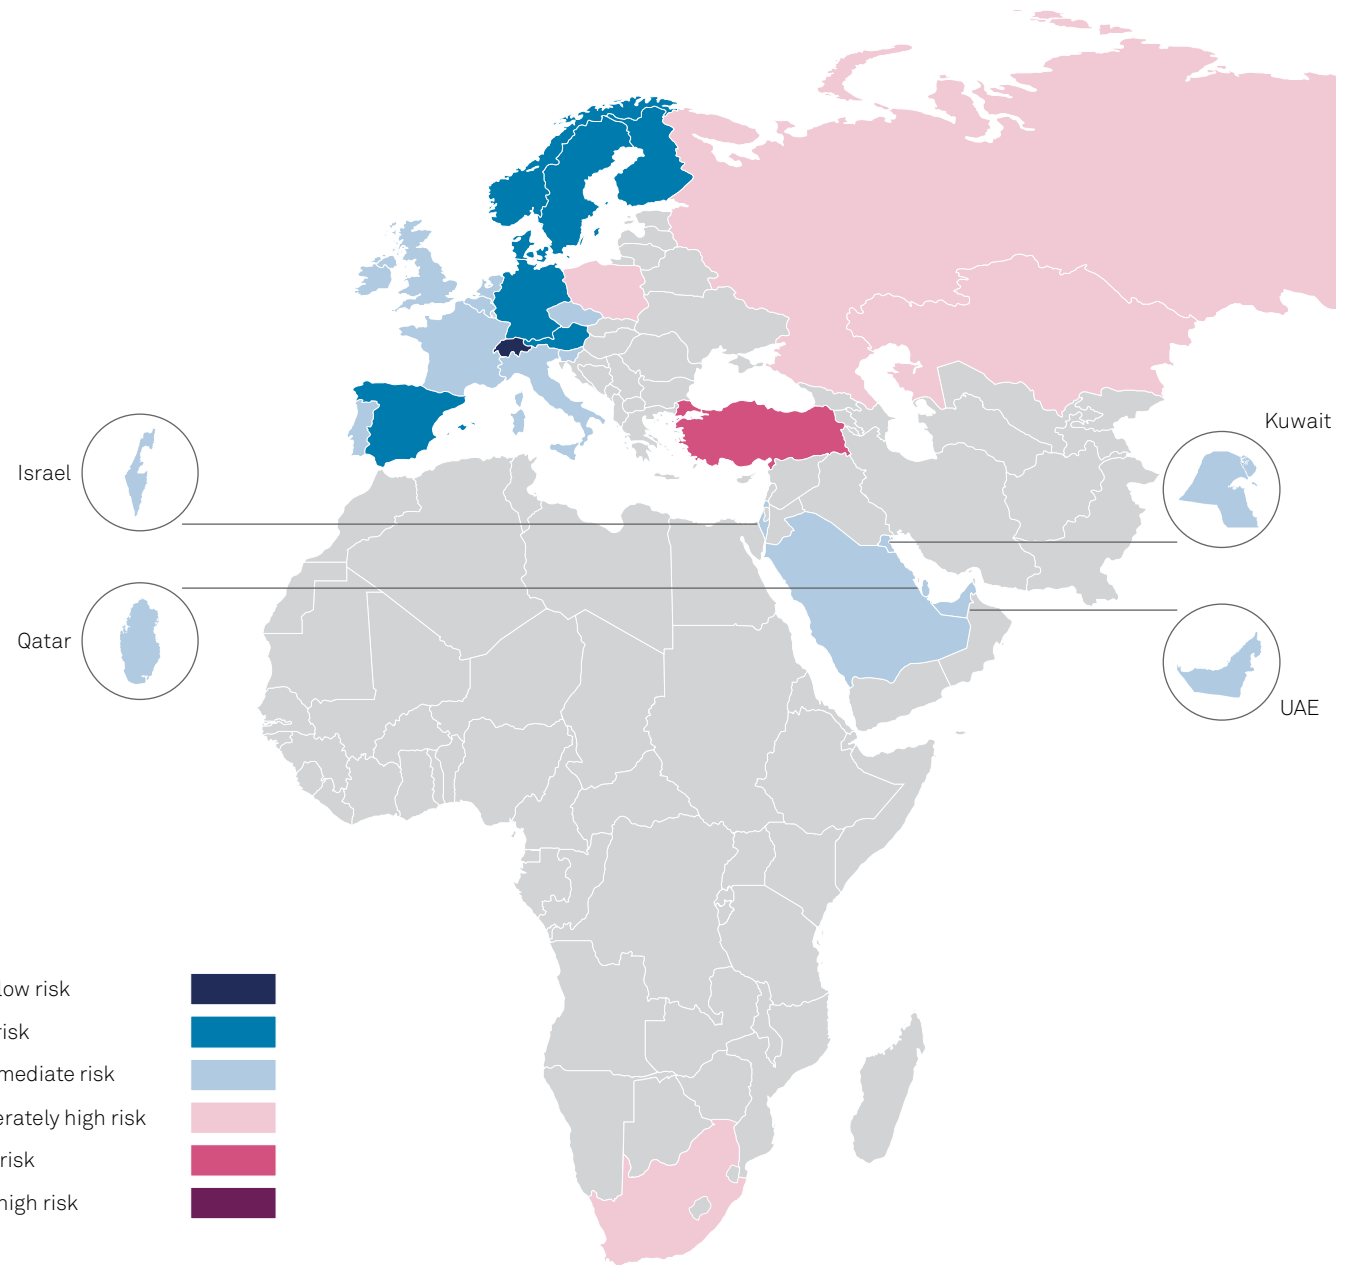 Kuwait
Israel
Qatar
UAE
low risk
risk
mediate risk
erately high risk
risk
high risk